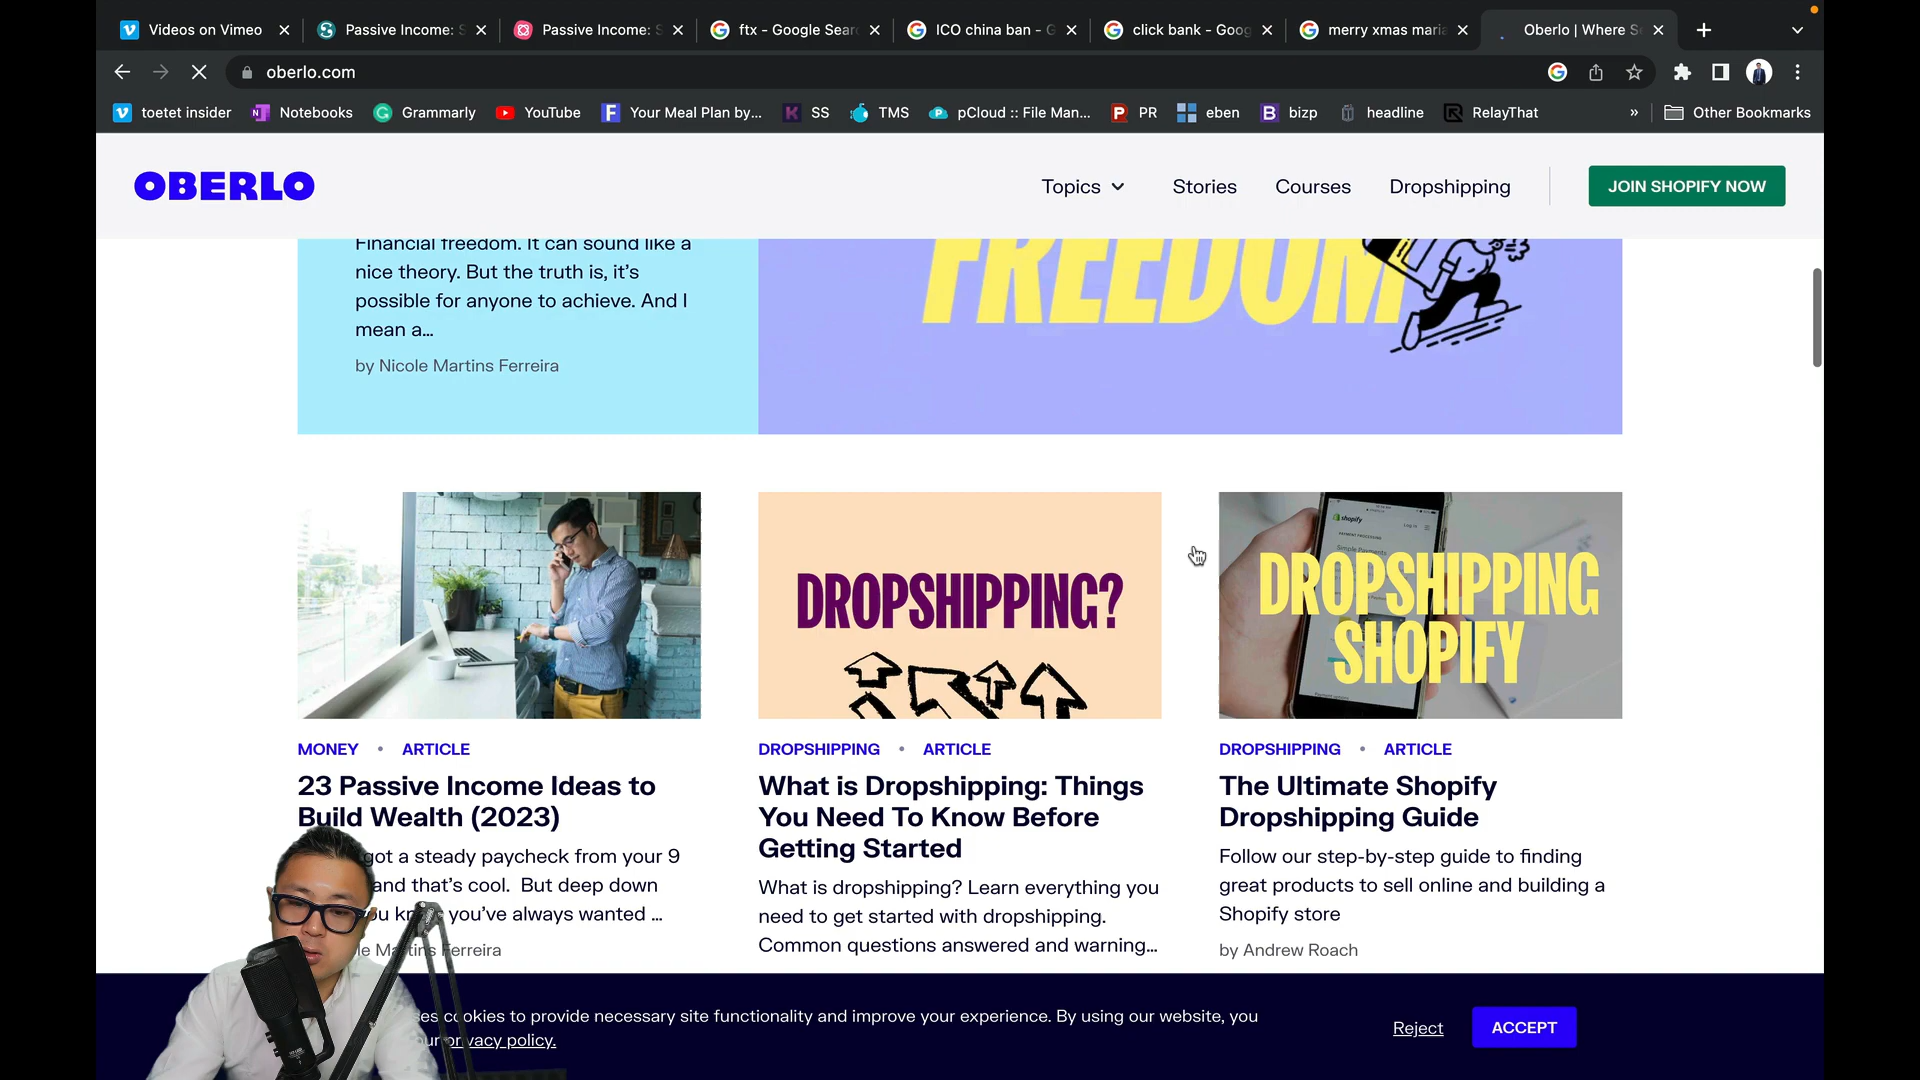 Videos on Vimeo
Passive Income: S
Passive Income: S
ftx - Google Sear
ICO china ban - G
click bank - Goog
merry xmas maria
Oberlo | Where Se
oberlo.com
toetet insider
Notebooks
Grammarly
YouTube
Your Meal Plan by...
SS
TMS
pCloud :: File Man...
PR
eben
bizp
headline
RelayThat
»
Other Bookmarks
OBERLO
Topics
Stories
Courses
Dropshipping
JOIN SHOPIFY NOW
Financial freedom. It can sound like a
nice theory. But the truth is, it's
possible for anyone to achieve. And I
mean a...
by Nicole Martins Ferreira
FREEDOM
MONEY • ARTICLE
23 Passive Income Ideas to
Build Wealth (2023)
got a steady paycheck from your 9
and that's cool. But deep down
you've always wanted ...
Martins Ferreira
DROPSHIPPING?
DROPSHIPPING • ARTICLE
What is Dropshipping: Things
You Need To Know Before
Getting Started
What is dropshipping? Learn everything you
need to get started with dropshipping.
Common questions answered and warning...
shopify
DROPSHIPPING
SHOPIFY
DROPSHIPPING • ARTICLE
The Ultimate Shopify
Dropshipping Guide
Follow our step-by-step guide to finding
great products to sell online and building a
Shopify store
by Andrew Roach
cookies to provide necessary site functionality and improve your experience. By using our website, you
privacy policy.
Reject
ACCEPT